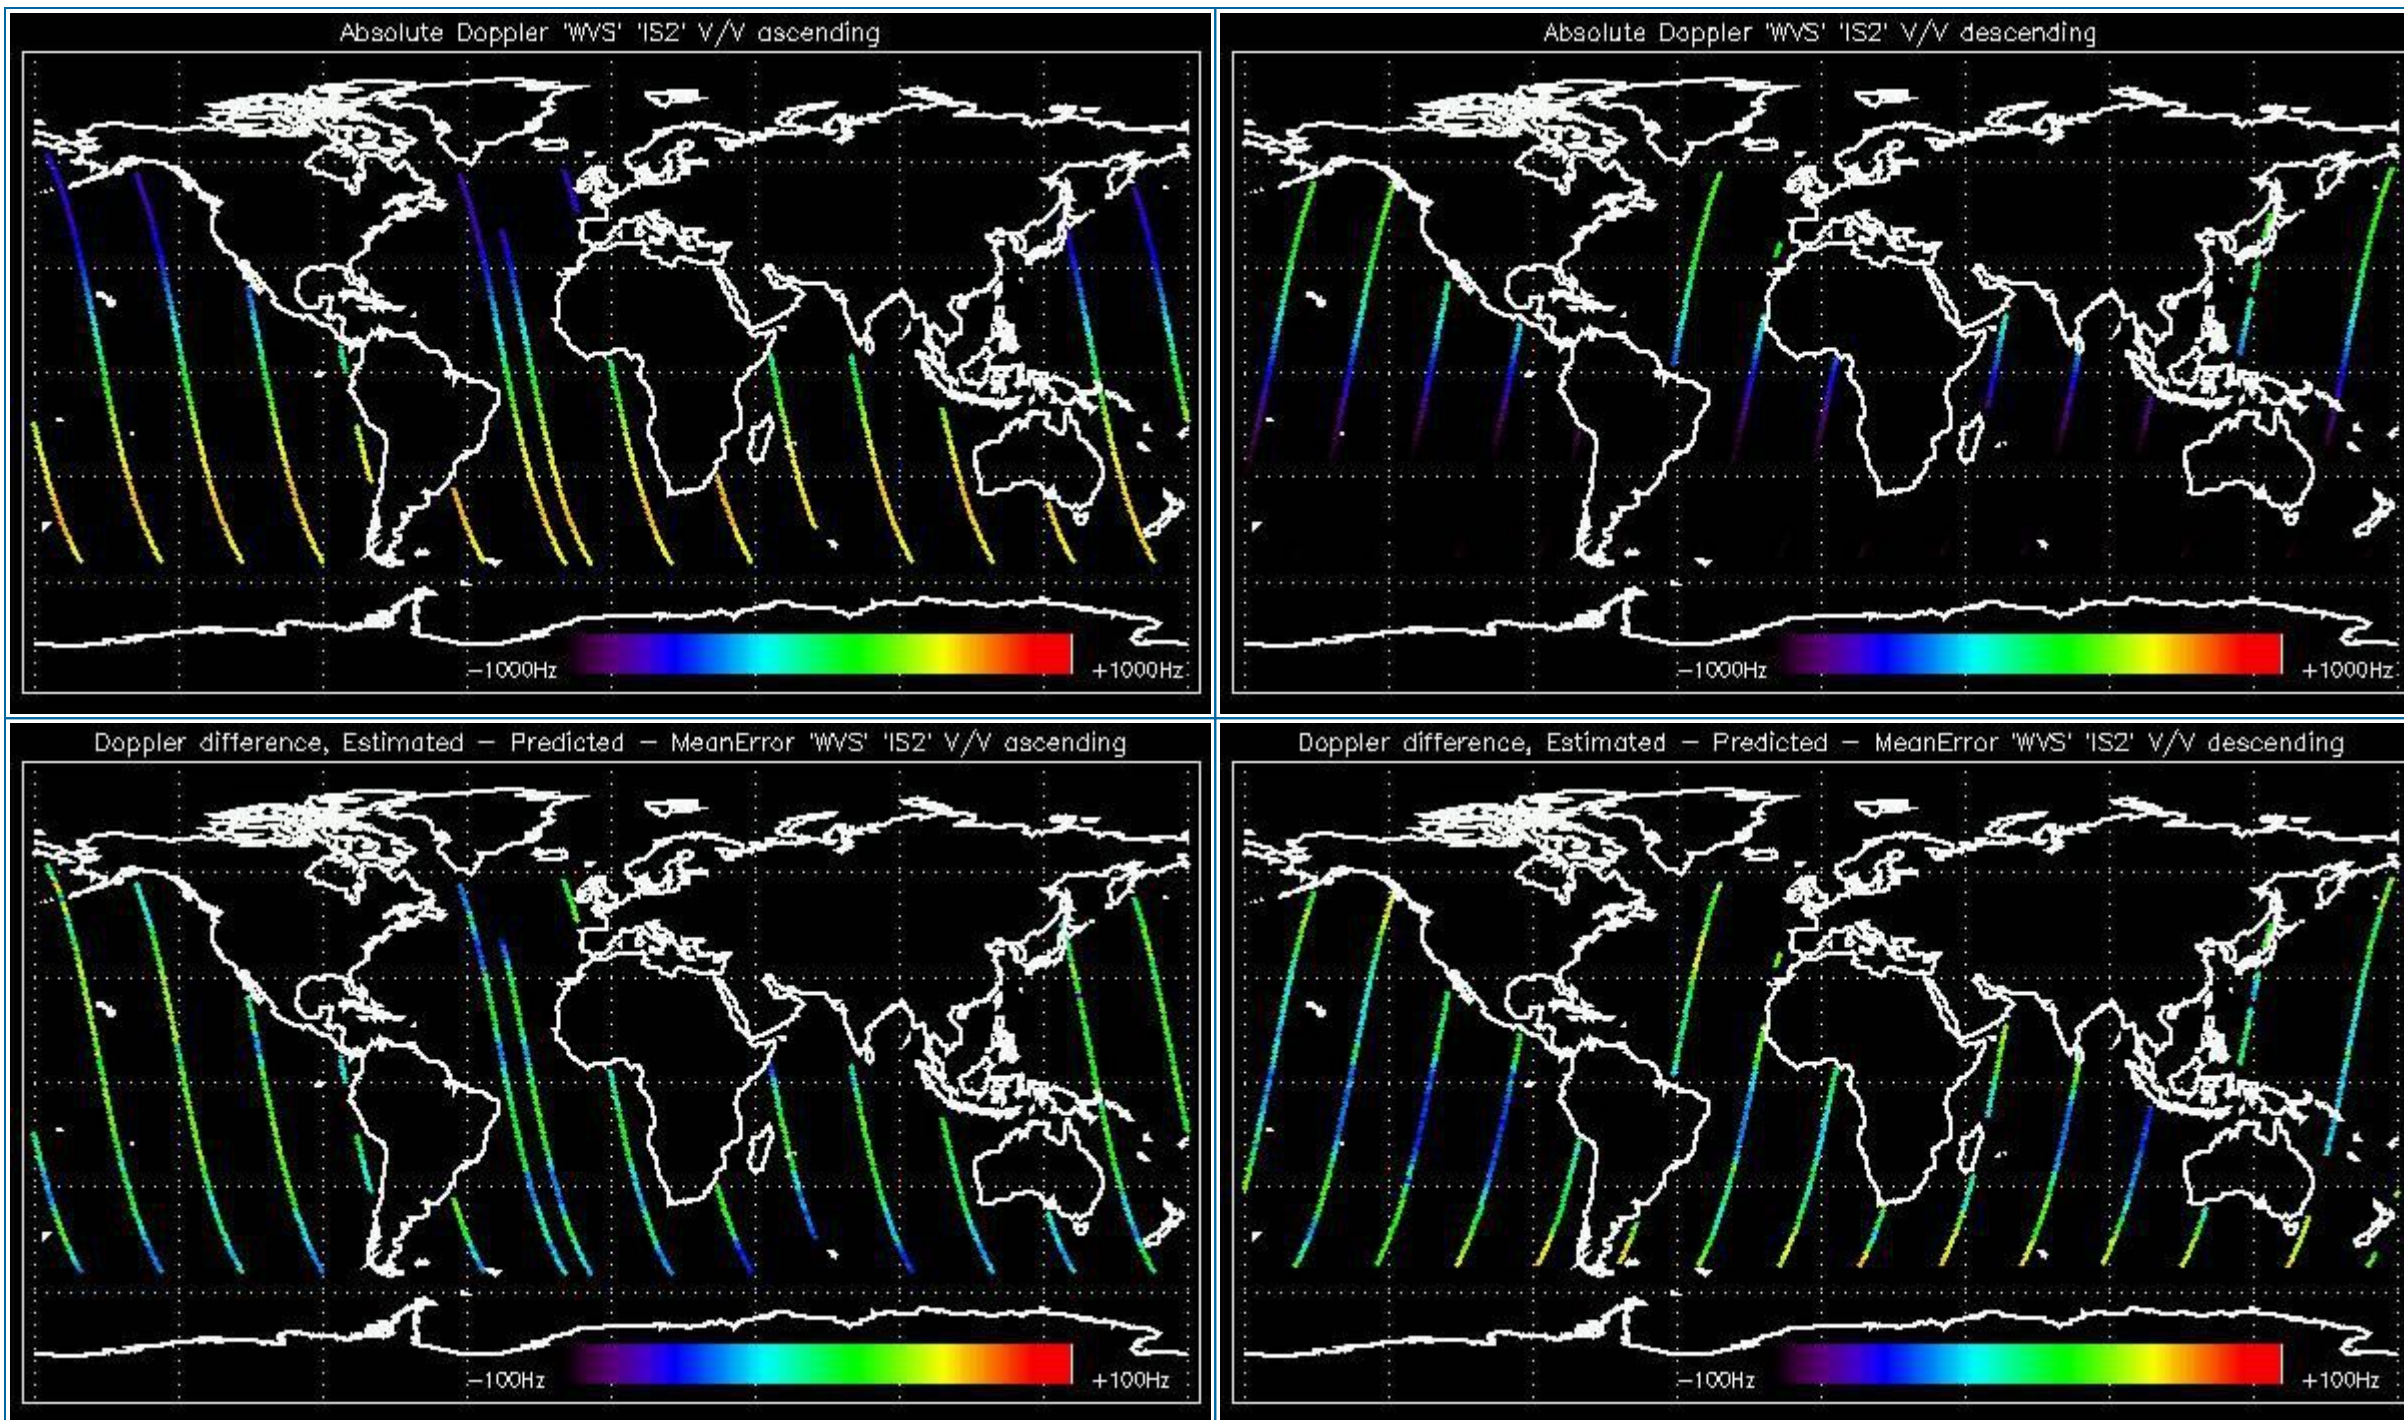 Absolute Doppler 'WVS' 'IS2' V/V ascending
-1000Hz
+1000Hz
Absolute Doppler 'WVS' 'IS2' V/V descending
-1000Hz
+1000Hz
Doppler difference, Estimated - Predicted - MeanError 'WVS' 'IS2' V/V ascending
-100Hz
+100Hz
Doppler difference, Estimated - Predicted - MeanError 'WVS' 'IS2' V/V descending
-100Hz
+100Hz